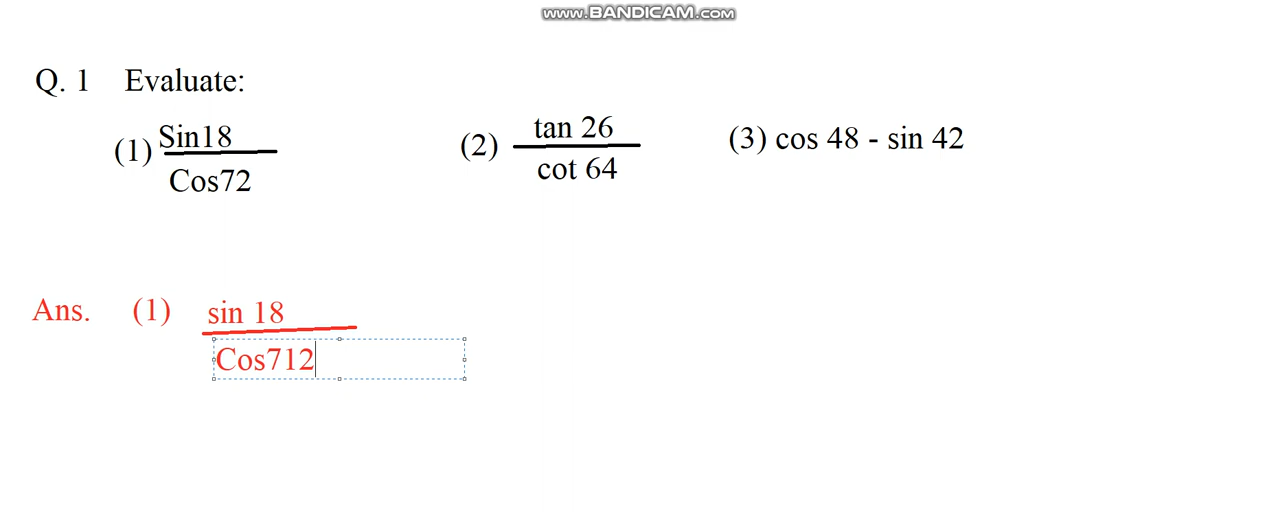 www.BANDICAM.com
Q. 1 Evaluate:
(1) Sin18 (2) tan 26 (3) cos 48 - sin 42
Cos72 cot 64
Ans. (1) sin 18
Cos712